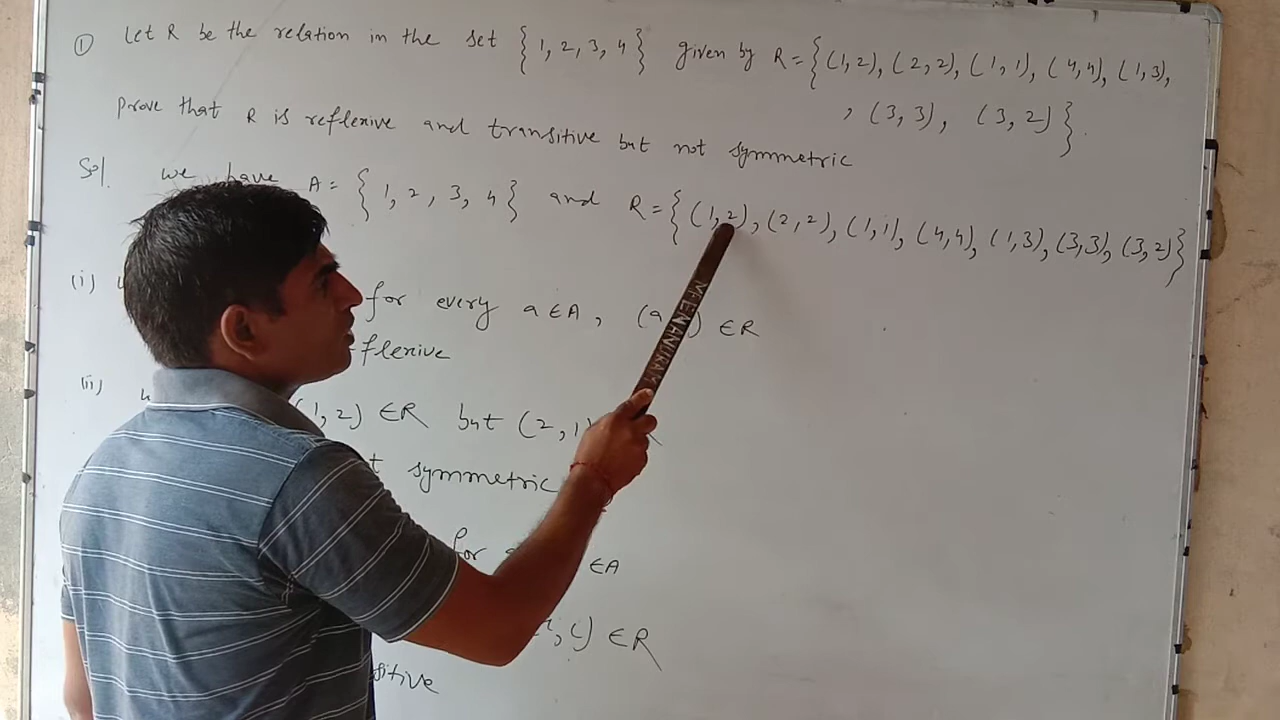 ① Let R be the relation in the set {1, 2, 3, 4} given by R = {(1,2), (2,2), (1,1), (4,4), (1,3),
, (3,3), (3,2)}.
Prove that R is reflexive and transitive but not symmetric
Sol. we have A = {1, 2, 3, 4} and R = {(1,2), (2,2), (1,1), (4,4), (1,3), (3,3), (3,2)}
(i) for every a ∈ A, (a ) ∈ R
flexive
(ii) (1,2) ∈ R but (2,1)
t symmetric
for ∈ A
, c) ∈ R
sitive